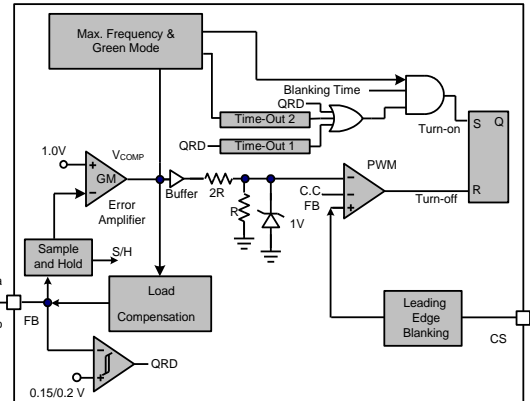 Max. Frequency &
Green Mode
Blanking Time
QRD
Time-Out 2
QRD
Time-Out 1
S
Q
R
Turn-on
Turn-off
1.0V
+
GM
−
VCOMP
Error
Amplifier
Buffer
2R
R
1V
PWM
−
C.C
−
FB
+
Sample
and Hold
S/H
Load
Compensation
FB
Leading
Edge
Blanking
CS
−
+
QRD
0.15/0.2 V